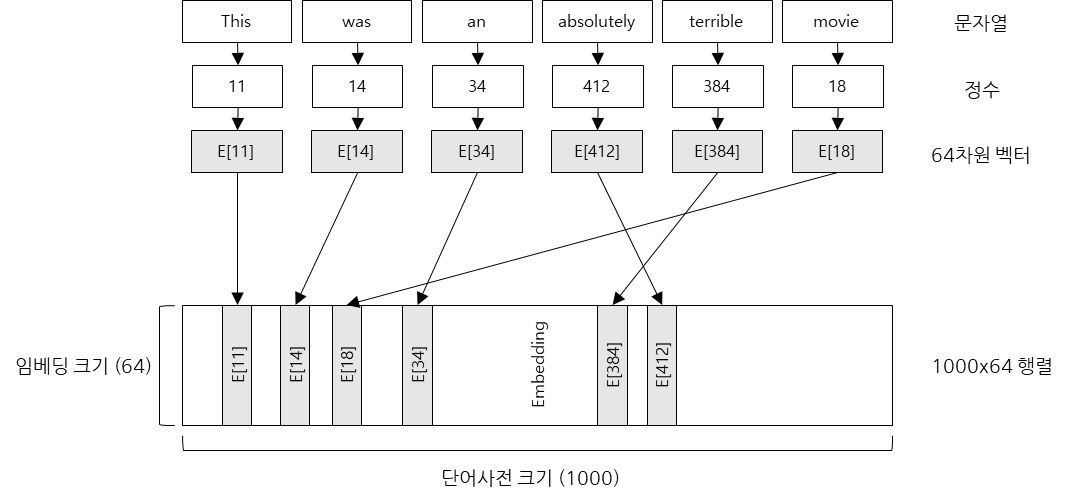 This was an absolutely terrible movie 문자열
11 14 34 412 384 18 정수
E[11] E[14] E[34] E[412] E[384] E[18] 64차원 벡터
임베딩 크기 (64) E[11] E[14] E[18] E[34] Embedding E[384] E[412] 1000x64 행렬
단어사전 크기 (1000)